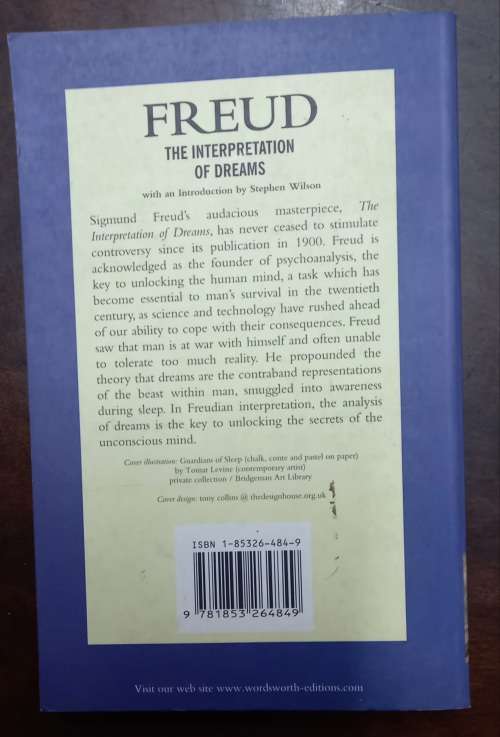 FREUD
THE INTERPRETATION
OF DREAMS
with an Introduction by Stephen Wilson
Sigmund Freud's audacious masterpiece, The
Interpretation of Dreams, has never ceased to stimulate
controversy since its publication in 1900. Freud is
acknowledged as the founder of psychoanalysis, the
key to unlocking the human mind, a task which has
become essential to man's survival in the twentieth
century, as science and technology have rushed ahead
of our ability to cope with their consequences. Freud
saw that man is at war with himself and often unable
to tolerate too much reality. He propounded the
theory that dreams are the contraband representations
of the beast within man, smuggled into awareness
during sleep. In Freudian interpretation, the analysis
of dreams is the key to unlocking the secrets of the
unconscious mind.
Cover illustration: Guardians of Sleep (chalk, conte and pastel on paper)
by Tomar Levine (contemporary artist)
private collection / Bridgeman Art Library
Cover design: tony collins @ thedesignhouse.org.uk
ISBN 1-85326-484-9
9 781853 264849
Visit our web site www.wordsworth-editions.com